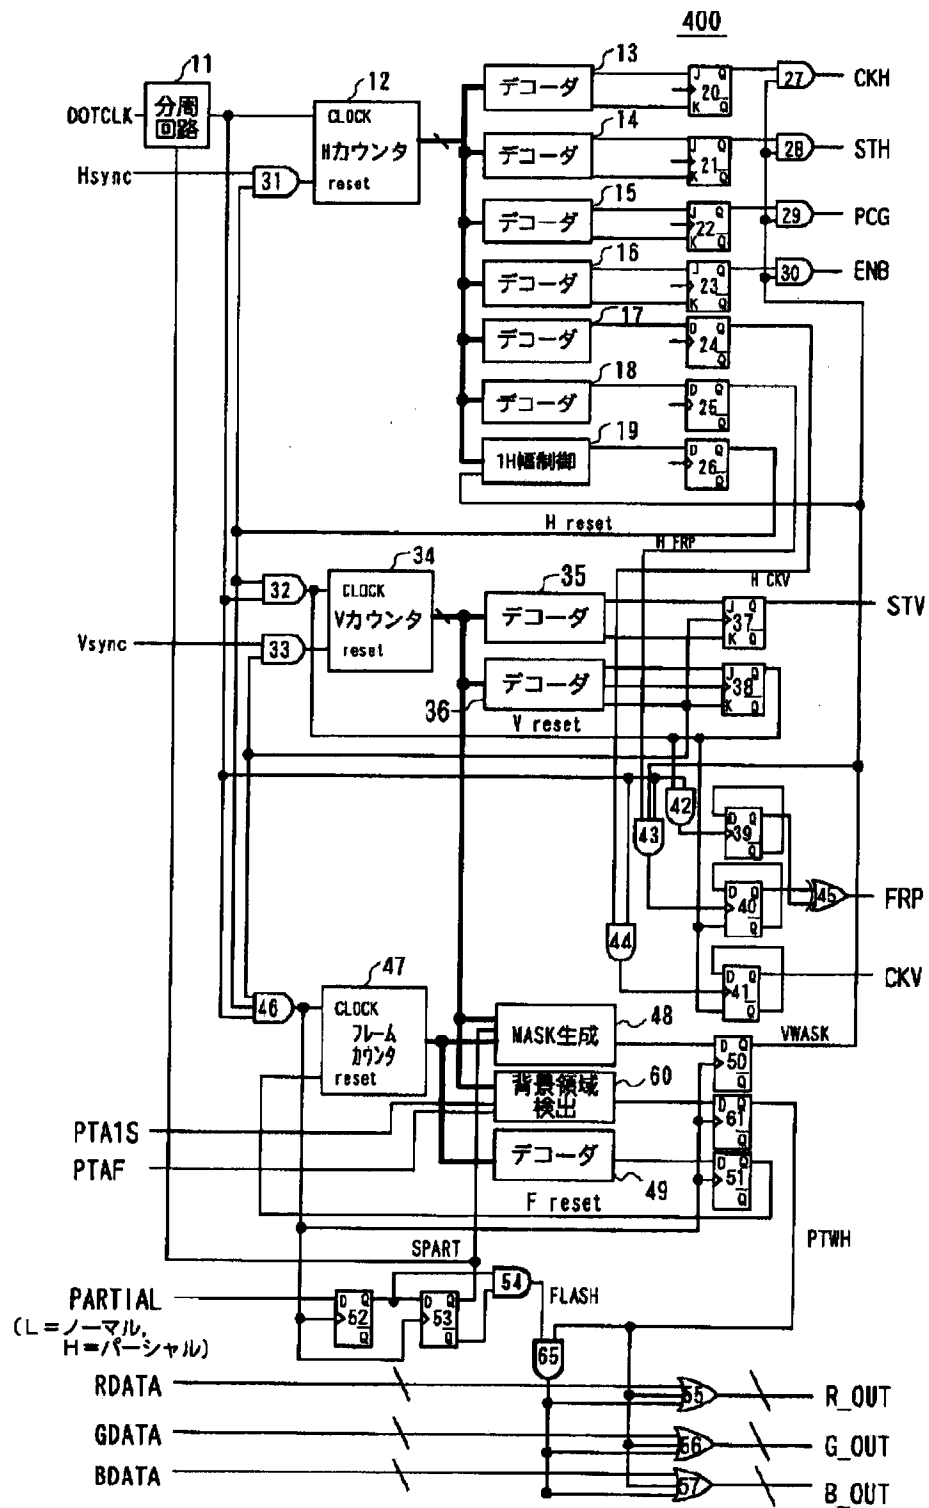 400
11
分周
回路
DOTCLK
12
CLOCK
Hカウンタ
reset
Hsync
31
デコーダ
13
J Q
20
K Q
27
CKH
デコーダ
14
J Q
21
K Q
28
STH
デコーダ
15
J Q
22
K Q
29
PCG
デコーダ
16
J Q
23
K Q
30
ENB
デコーダ
17
D Q
24
Q
デコーダ
18
D Q
25
Q
1H幅制御
19
D Q
26
Q
H reset
H FRP
H CKV
32
34
CLOCK
Vカウンタ
reset
Vsync
33
35
デコーダ
J Q
37
K Q
STV
36
デコーダ
J Q
38
K Q
V reset
42
43
44
D Q
39
Q
D Q
40
Q
45
FRP
D Q
41
Q
CKV
46
47
CLOCK
フレーム
カウンタ
reset
MASK生成
48
D Q
50
Q
VMASK
背景領域
検出
60
D Q
61
Q
デコーダ
49
D Q
51
Q
PTA1S
PTAF
F reset
PTWH
SPART
PARTIAL
(L=ノーマル,
H=パーシャル)
D Q
52
Q
D Q
53
Q
54
FLASH
65
RDATA
55
R_OUT
GDATA
56
G_OUT
BDATA
57
B_OUT